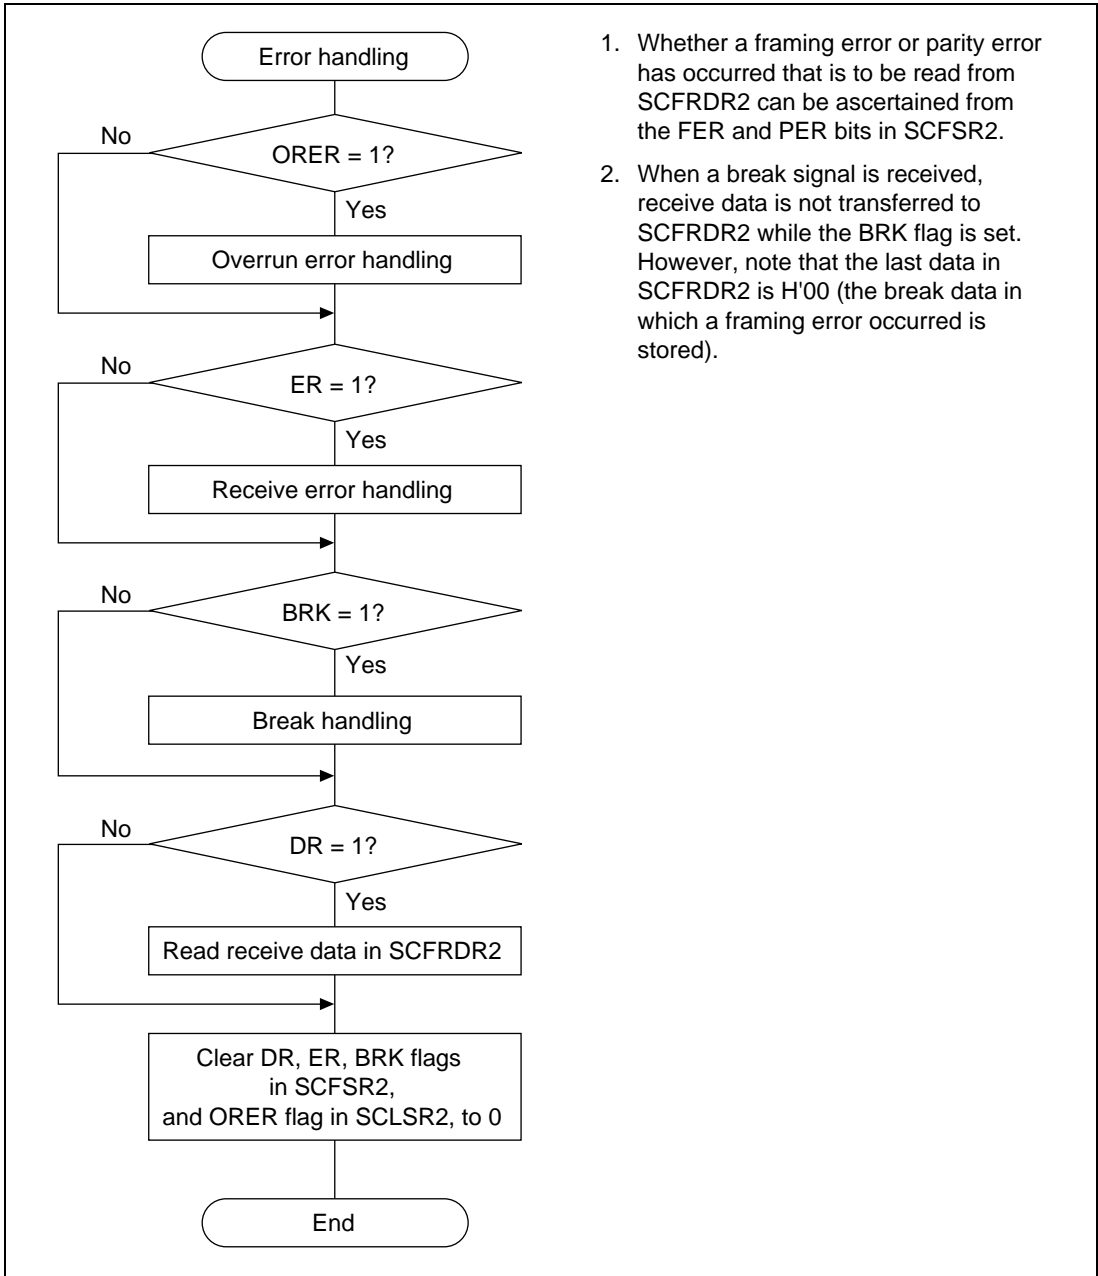 Error handling
No
ORER = 1?
Yes
Overrun error handling
No
ER = 1?
Yes
Receive error handling
No
BRK = 1?
Yes
Break handling
No
DR = 1?
Yes
Read receive data in SCFRDR2
Clear DR, ER, BRK flags
in SCFSR2,
and ORER flag in SCLSR2, to 0
End
1. Whether a framing error or parity error
has occurred that is to be read from
SCFRDR2 can be ascertained from
the FER and PER bits in SCFSR2.
2. When a break signal is received,
receive data is not transferred to
SCFRDR2 while the BRK flag is set.
However, note that the last data in
SCFRDR2 is H'00 (the break data in
which a framing error occurred is
stored).